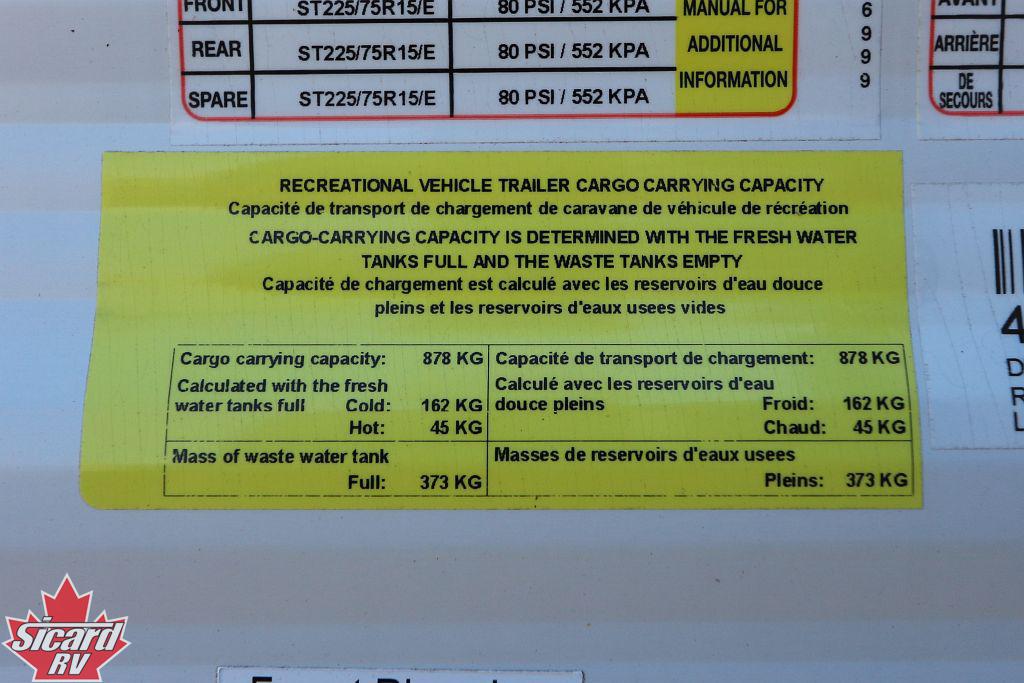 FRONT ST225/75R15/E 80 PSI / 552 KPA MANUAL FOR
REAR ST225/75R15/E 80 PSI / 552 KPA ADDITIONAL
SPARE ST225/75R15/E 80 PSI / 552 KPA INFORMATION
6
9
9
9
AVANT
ARRIÈRE
DE
SECOURS
RECREATIONAL VEHICLE TRAILER CARGO CARRYING CAPACITY
Capacité de transport de chargement de caravane de véhicule de récréation
CARGO-CARRYING CAPACITY IS DETERMINED WITH THE FRESH WATER
TANKS FULL AND THE WASTE TANKS EMPTY
Capacité de chargement est calculé avec les reservoirs d'eau douce
pleins et les reservoirs d'eaux usees vides
Cargo carrying capacity: 878 KG Capacité de transport de chargement: 878 KG
Calculated with the fresh Calculé avec les reservoirs d'eau
water tanks full Cold: 162 KG douce pleins Froid: 162 KG
Hot: 45 KG Chaud: 45 KG
Mass of waste water tank Masses de reservoirs d'eaux usees
Full: 373 KG Pleins: 373 KG
4
D
R
L
Sicard
RV